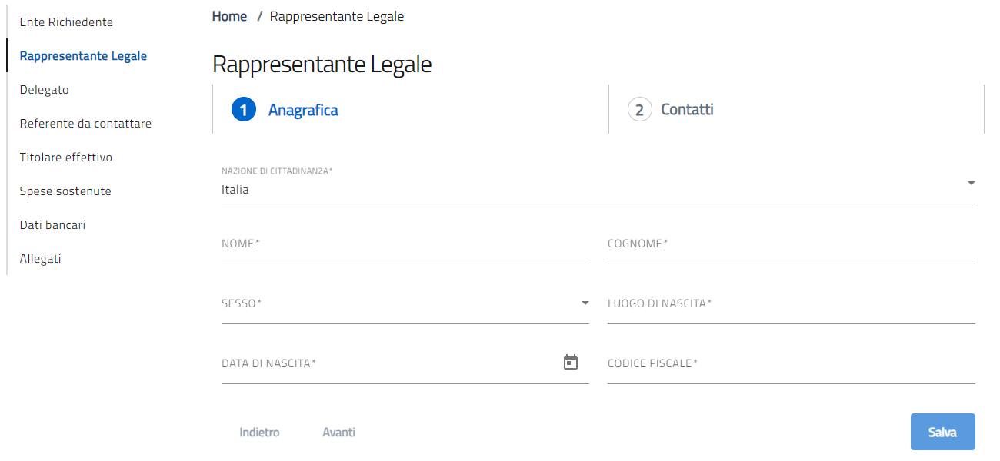 Ente Richiedente
Rappresentante Legale
Delegato
Referente da contattare
Titolare effettivo
Spese sostenute
Dati bancari
Allegati
Home / Rappresentante Legale
Rappresentante Legale
1 Anagrafica
2 Contatti
NAZIONE DI CITTADINANZA*
Italia
NOME*
COGNOME*
SESSO*
LUOGO DI NASCITA*
DATA DI NASCITA*
CODICE FISCALE*
Indietro
Avanti
Salva